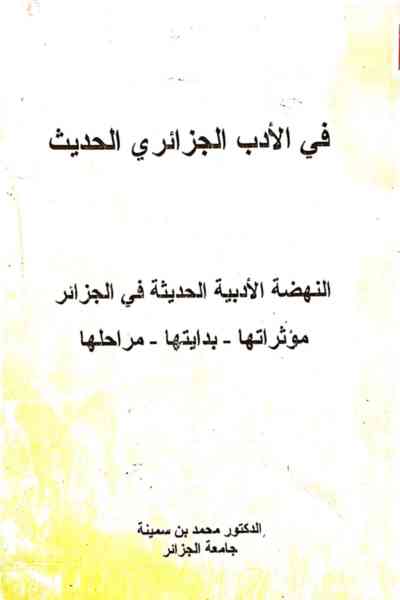 في الأدب الجزائري الحديث
النهضة الأدبية الحديثة في الجزائر
مؤثراتها - بدايتها - مراحلها
الدكتور محمد بن سمينة
جامعة الجزائر